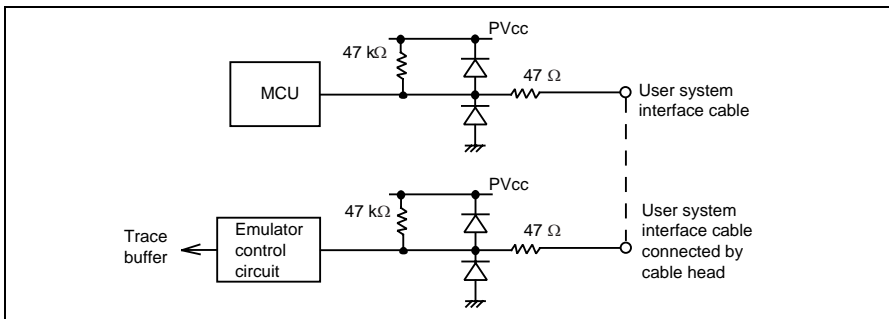 PVcc
47 kΩ
47 Ω
MCU
User system
interface cable
PVcc
47 kΩ
47 Ω
Trace
buffer
Emulator
control
circuit
User system
interface cable
connected by
cable head